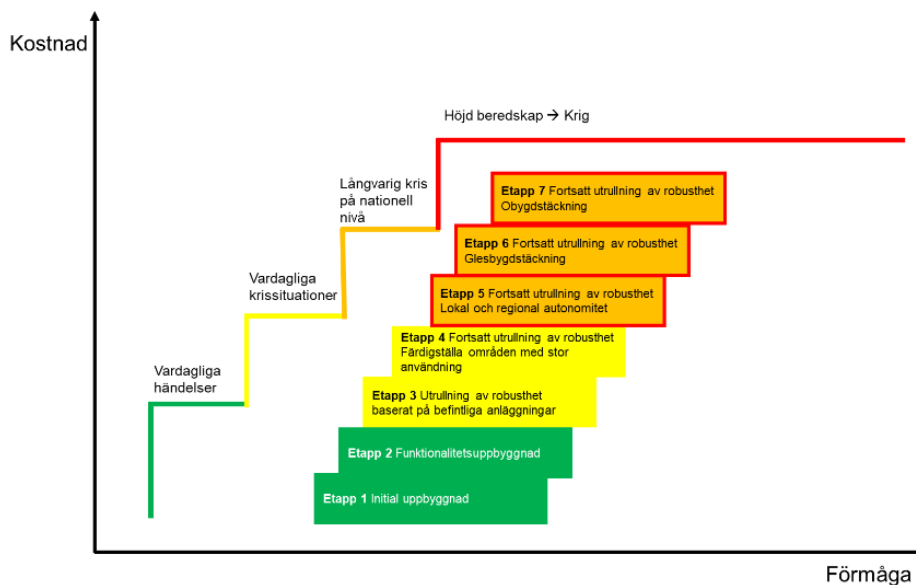 Kostnad
Höjd beredskap → Krig
Långvarig kris
på nationell
nivå
Vardagliga
krissituationer
Vardagliga
händelser
Etapp 7 Fortsatt utrullning av robusthet
Obygdstäckning
Etapp 6 Fortsatt utrullning av robusthet
Glesbygdstäckning
Etapp 5 Fortsatt utrullning av robusthet
Lokal och regional autonomitet
Etapp 4 Fortsatt utrullning av robusthet
Färdigställa områden med stor
användning
Etapp 3 Utrullning av robusthet
baserat på befintliga anläggningar
Etapp 2 Funktionalitetsuppbyggnad
Etapp 1 Initial uppbyggnad
Förmåga